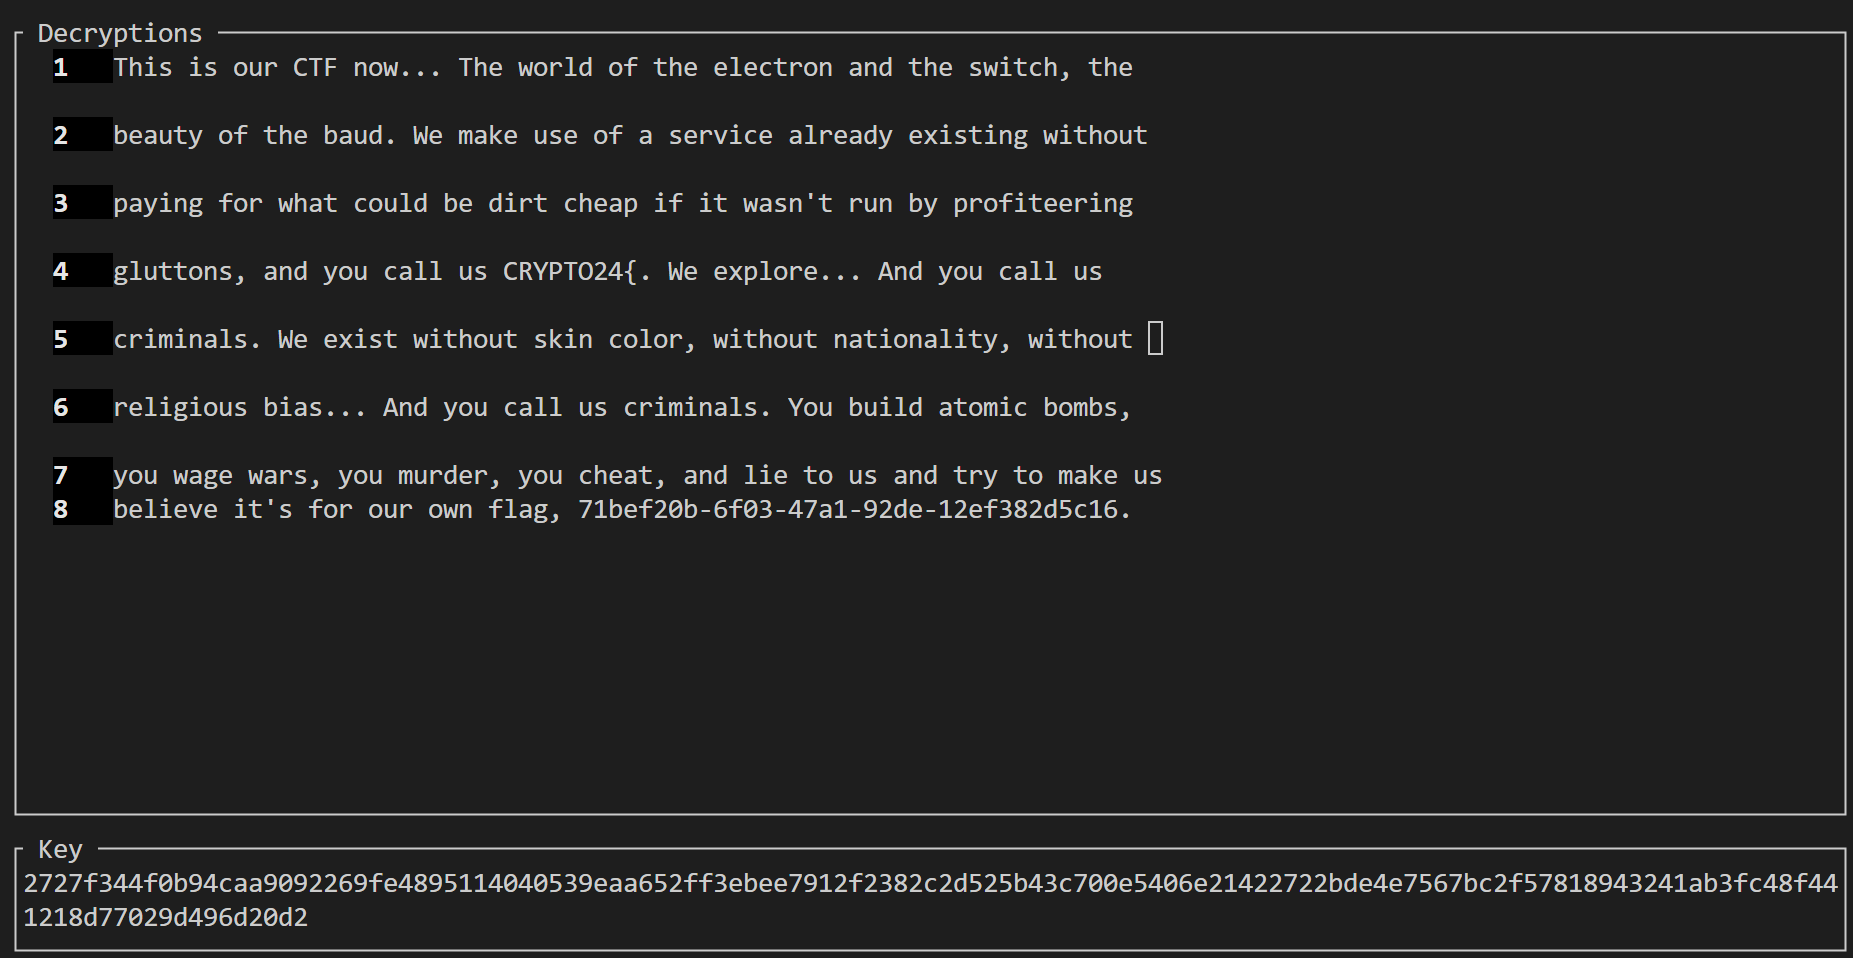 Decryptions
1 This is our CTF now... The world of the electron and the switch, the
2 beauty of the baud. We make use of a service already existing without
3 paying for what could be dirt cheap if it wasn't run by profiteering
4 gluttons, and you call us CRYPTO24{. We explore... And you call us
5 criminals. We exist without skin color, without nationality, without
6 religious bias... And you call us criminals. You build atomic bombs,
7 you wage wars, you murder, you cheat, and lie to us and try to make us
8 believe it's for our own flag, 71bef20b-6f03-47a1-92de-12ef382d5c16.
Key
2727f344f0b94caa9092269fe4895114040539eaa652ff3ebee7912f2382c2d525b43c700e5406e21422722bde4e7567bc2f57818943241ab3fc48f44
1218d77029d496d20d2